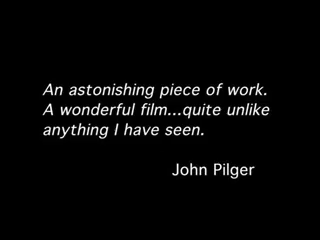 An astonishing piece of work.
A wonderful film...quite unlike
anything I have seen.
John Pilger